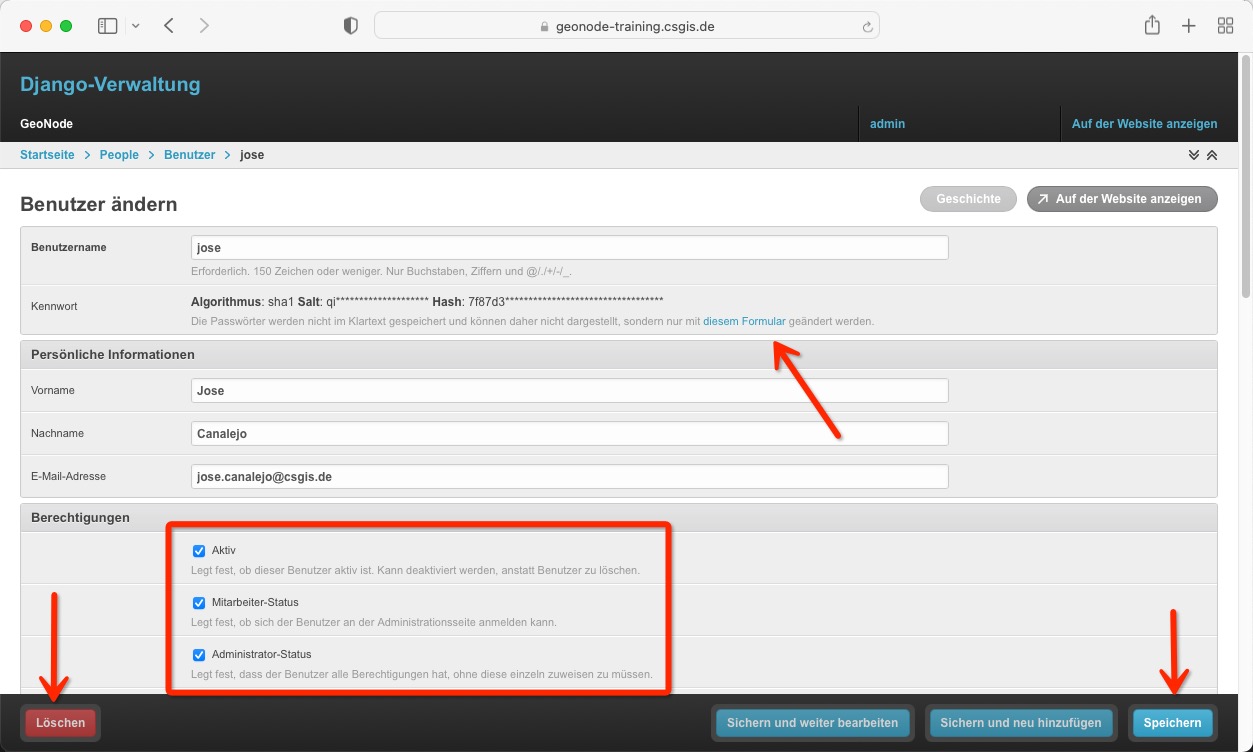 geonode-training.csgis.de
Django-Verwaltung
GeoNode admin Auf der Website anzeigen
Startseite > People > Benutzer > jose
Benutzer ändern
Geschichte Auf der Website anzeigen
Benutzername jose
Erforderlich. 150 Zeichen oder weniger. Nur Buchstaben, Ziffern und @/./+/-/_.
Kennwort Algorithmus: sha1 Salt: qi******************** Hash: 7f87d3**********************************
Die Passwörter werden nicht im Klartext gespeichert und können daher nicht dargestellt, sondern nur mit diesem Formular geändert werden.
Persönliche Informationen
Vorname Jose
Nachname Canalejo
E-Mail-Adresse jose.canalejo@csgis.de
Berechtigungen
Aktiv
Legt fest, ob dieser Benutzer aktiv ist. Kann deaktiviert werden, anstatt Benutzer zu löschen.
Mitarbeiter-Status
Legt fest, ob sich der Benutzer an der Administrationsseite anmelden kann.
Administrator-Status
Legt fest, dass der Benutzer alle Berechtigungen hat, ohne diese einzeln zuweisen zu müssen.
Löschen Sichern und weiter bearbeiten Sichern und neu hinzufügen Speichern